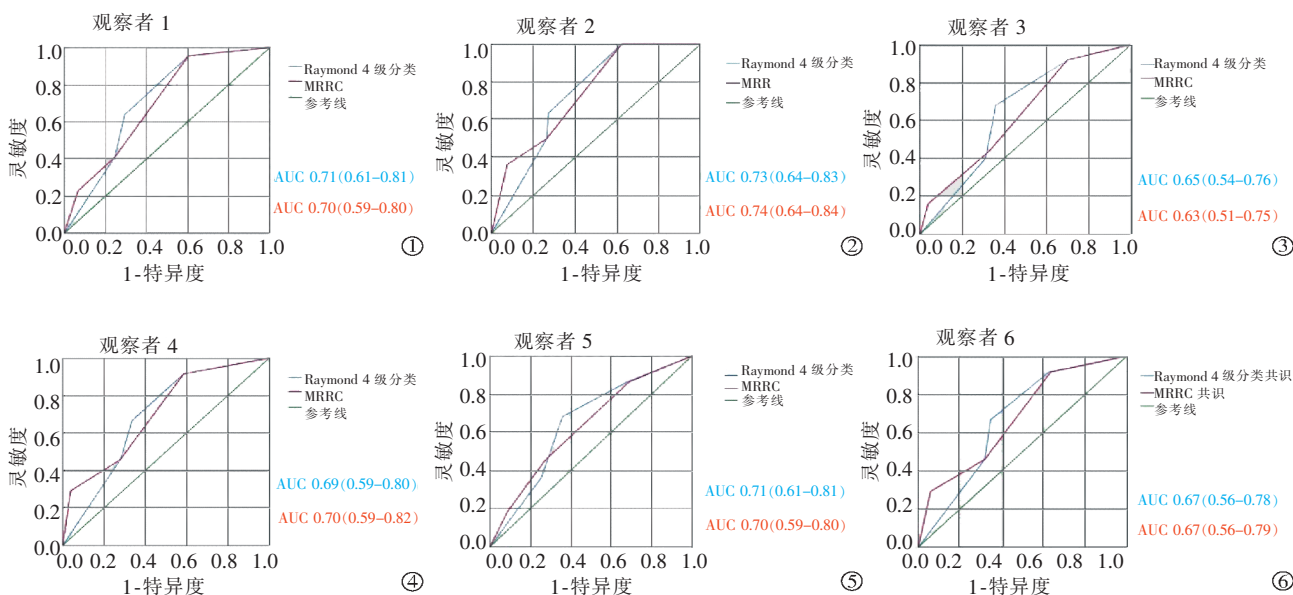 观察者 1
1.0
0.8
0.6
0.4
0.2
0.0
灵敏度
0.0 0.2 0.4 0.6 0.8 1.0
1-特异度
Raymond 4 级分类
MRRC
参考线
AUC 0.71(0.61-0.81)
AUC 0.70(0.59-0.80)
①
观察者 2
1.0
0.8
0.6
0.4
0.2
0.0
灵敏度
0.0 0.2 0.4 0.6 0.8 1.0
1-特异度
Raymond 4 级分类
MRR
参考线
AUC 0.73(0.64-0.83)
AUC 0.74(0.64-0.84)
②
观察者 3
1.0
0.8
0.6
0.4
0.2
0.0
灵敏度
0.0 0.2 0.4 0.6 0.8 1.0
1-特异度
Raymond 4 级分类
MRRC
参考线
AUC 0.65(0.54-0.76)
AUC 0.63(0.51-0.75)
③
观察者 4
1.0
0.8
0.6
0.4
0.2
0.0
灵敏度
0.0 0.2 0.4 0.6 0.8 1.0
1-特异度
Raymond 4 级分类
MRRC
参考线
AUC 0.69(0.59-0.80)
AUC 0.70(0.59-0.82)
④
观察者 5
1.0
0.8
0.6
0.4
0.2
0.0
灵敏度
0.0 0.2 0.4 0.6 0.8 1.0
1-特异度
Raymond 4 级分类
MRRC
参考线
AUC 0.71(0.61-0.81)
AUC 0.70(0.59-0.80)
⑤
观察者 6
1.0
0.8
0.6
0.4
0.2
0.0
灵敏度
0.0 0.2 0.4 0.6 0.8 1.0
1-特异度
Raymond 4 级分类共识
MRRC 共识
参考线
AUC 0.67(0.56-0.78)
AUC 0.67(0.56-0.79)
⑥